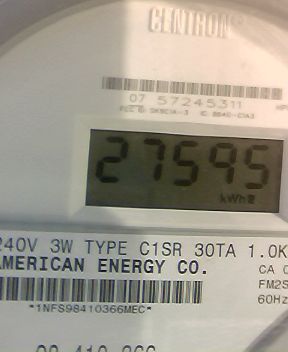 CENTRON®
07 57245311
27595
kWh
240V 3W TYPE C1SR 30TA 1.0K
AMERICAN ENERGY CO.
CA 0
FM2S
60Hz
*1NFS98410366MEC*